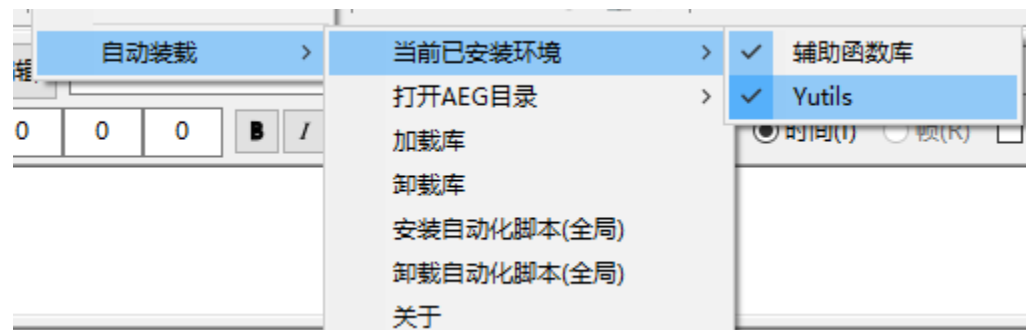 自动装载 >
当前已安装环境 >
✓ 辅助函数库
打开AEG目录 >
✓ Yutils
0 0 0 B I
时间(I) 帧(R)
加载库
卸载库
安装自动化脚本(全局)
卸载自动化脚本(全局)
关于